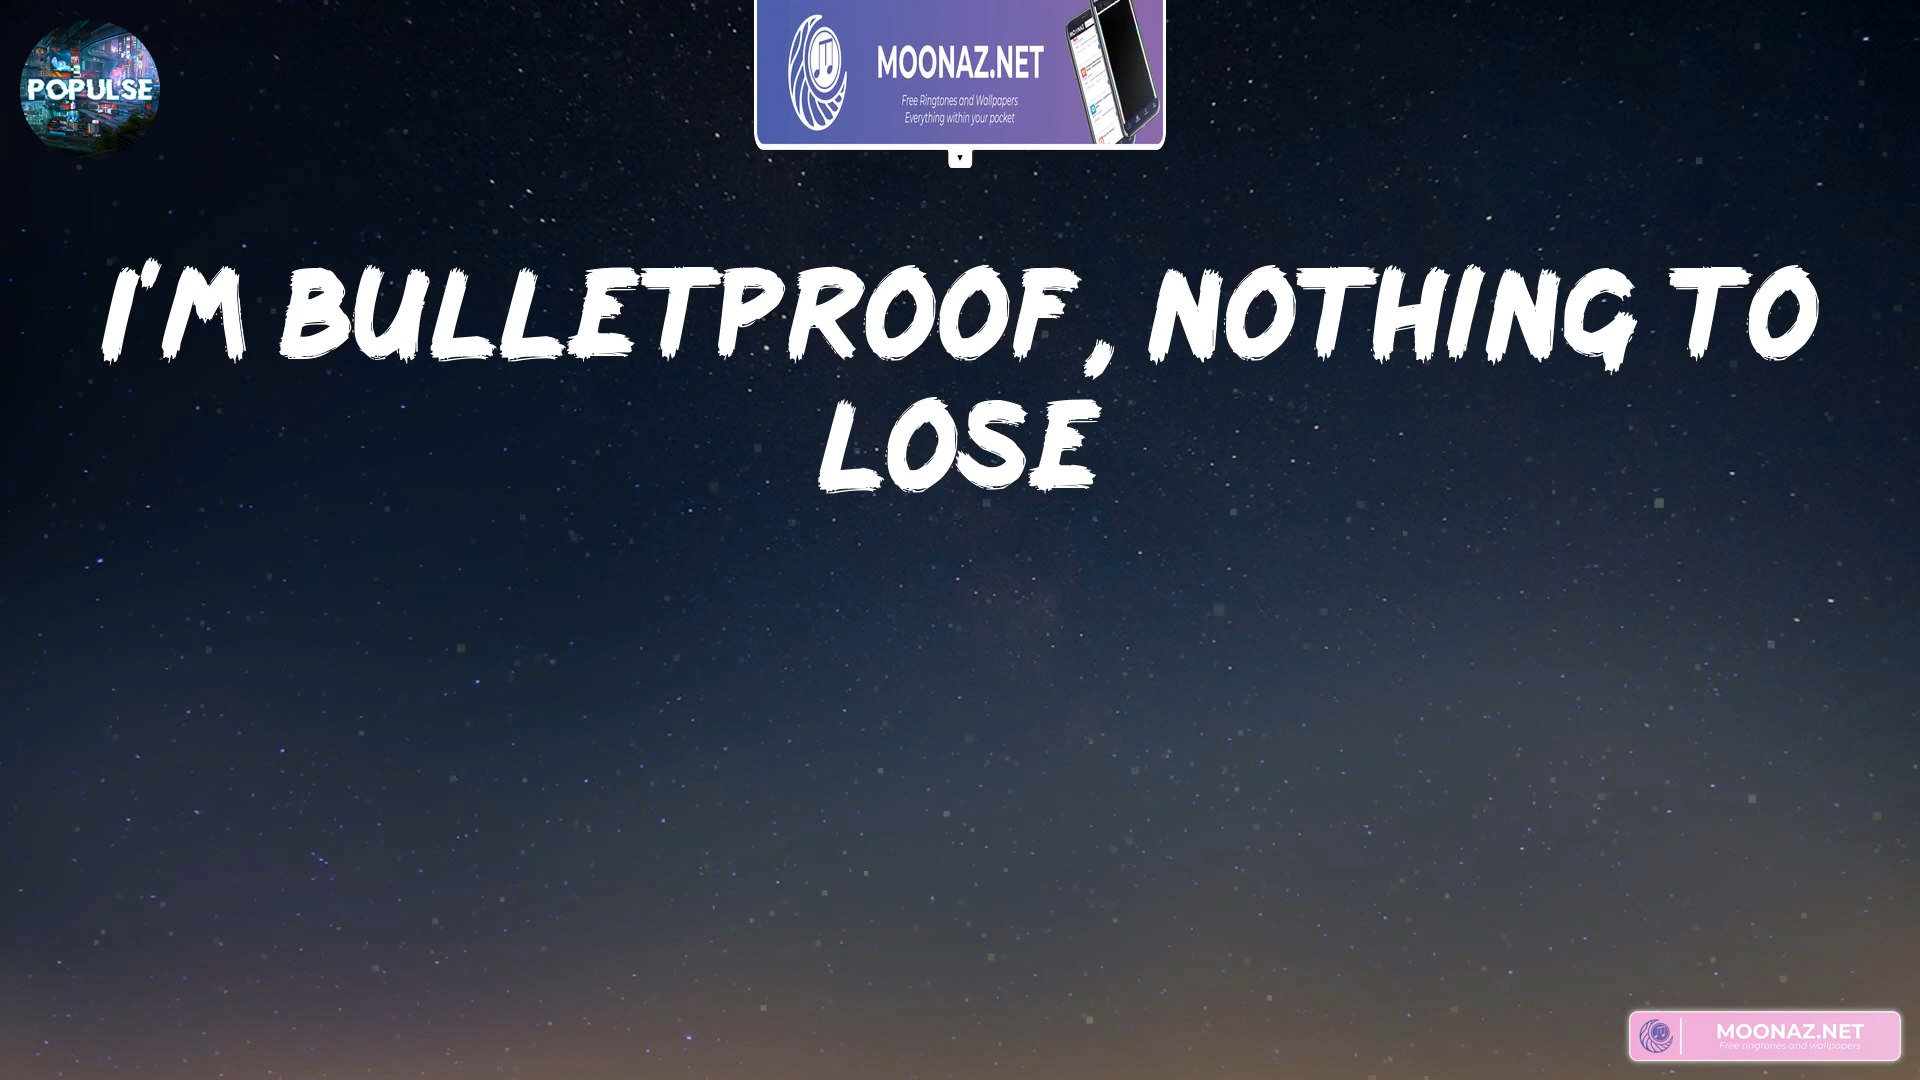 POPULSE
MOONAZ.NET
Free Ringtones and Wallpapers
Everything within your pocket
I'M BULLETPROOF, NOTHING TO
LOSE
MOONAZ.NET
Free ringtones and wallpapers